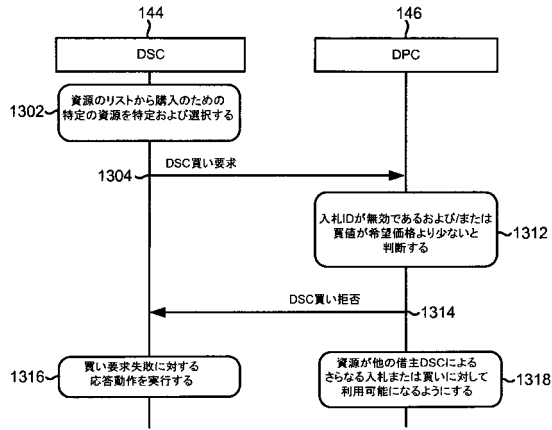 144
146
DSC
DPC
1302
資源のリストから購入のための
特定の資源を特定および選択する
1304
DSC買い要求
入札IDが無効であるおよび/または
買値が希望価格より少ないと
判断する
1312
DSC買い拒否
1314
1316
買い要求失敗に対する
応答動作を実行する
資源が他の借主DSCによる
さらなる入札または買いに対して
利用可能になるようにする
1318